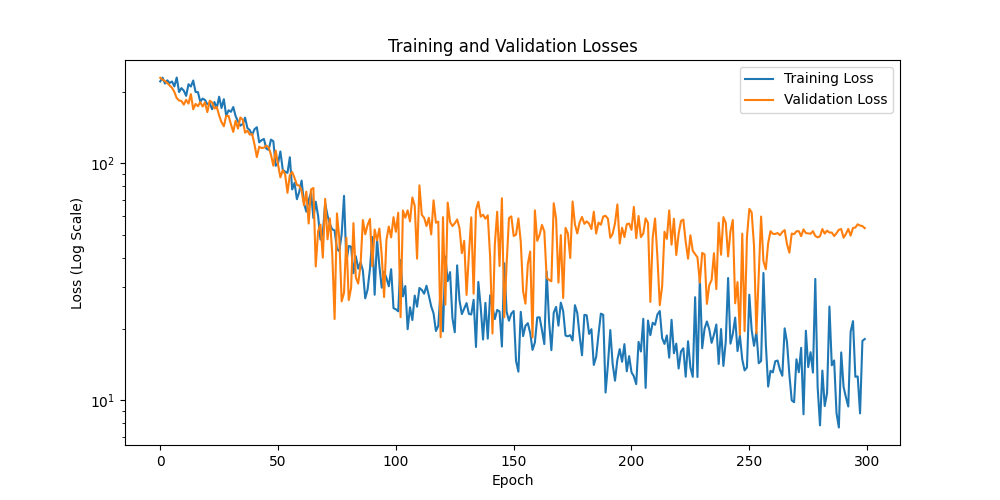 Training and Validation Losses
Training Loss
Validation Loss
Loss (Log Scale)
10²
10¹
0 50 100 150 200 250 300
Epoch